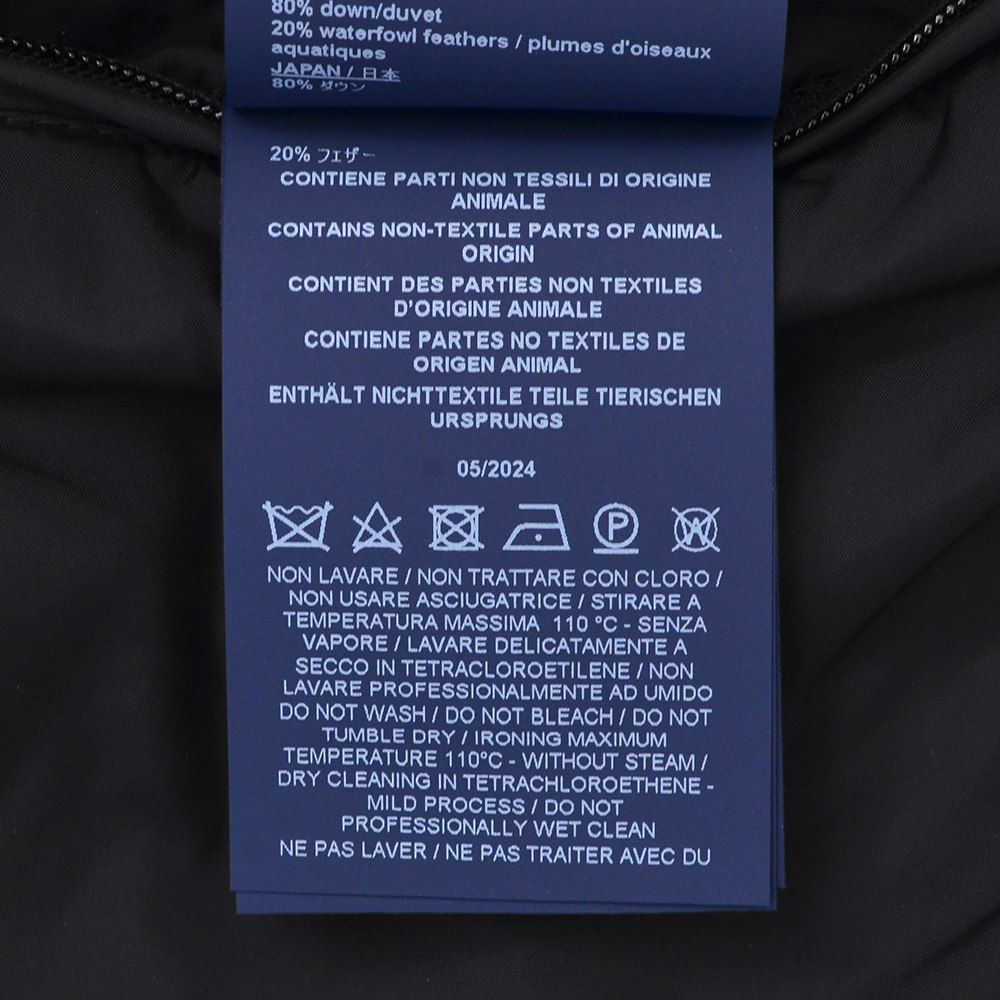 80% down/duvet
20% waterfowl feathers / plumes d'oiseaux
aquatiques
JAPAN / 日本
80% ダウン
20% フェザー
CONTIENE PARTI NON TESSILI DI ORIGINE
ANIMALE
CONTAINS NON-TEXTILE PARTS OF ANIMAL
ORIGIN
CONTIENT DES PARTIES NON TEXTILES
D'ORIGINE ANIMALE
CONTIENE PARTES NO TEXTILES DE
ORIGEN ANIMAL
ENTHÄLT NICHTTEXTILE TEILE TIERISCHEN
URSPRUNGS
05/2024
P W
NON LAVARE / NON TRATTARE CON CLORO /
NON USARE ASCIUGATRICE / STIRARE A
TEMPERATURA MASSIMA 110 °C - SENZA
VAPORE / LAVARE DELICATAMENTE A
SECCO IN TETRACLOROETILENE / NON
LAVARE PROFESSIONALMENTE AD UMIDO
DO NOT WASH / DO NOT BLEACH / DO NOT
TUMBLE DRY / IRONING MAXIMUM
TEMPERATURE 110°C - WITHOUT STEAM /
DRY CLEANING IN TETRACHLOROETHENE -
MILD PROCESS / DO NOT
PROFESSIONALLY WET CLEAN
NE PAS LAVER / NE PAS TRAITER AVEC DU